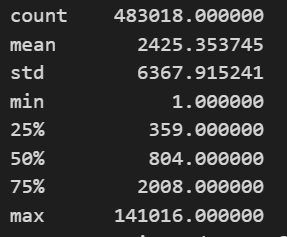 count 483018.000000
mean 2425.353745
std 6367.915241
min 1.000000
25% 359.000000
50% 804.000000
75% 2008.000000
max 141016.000000